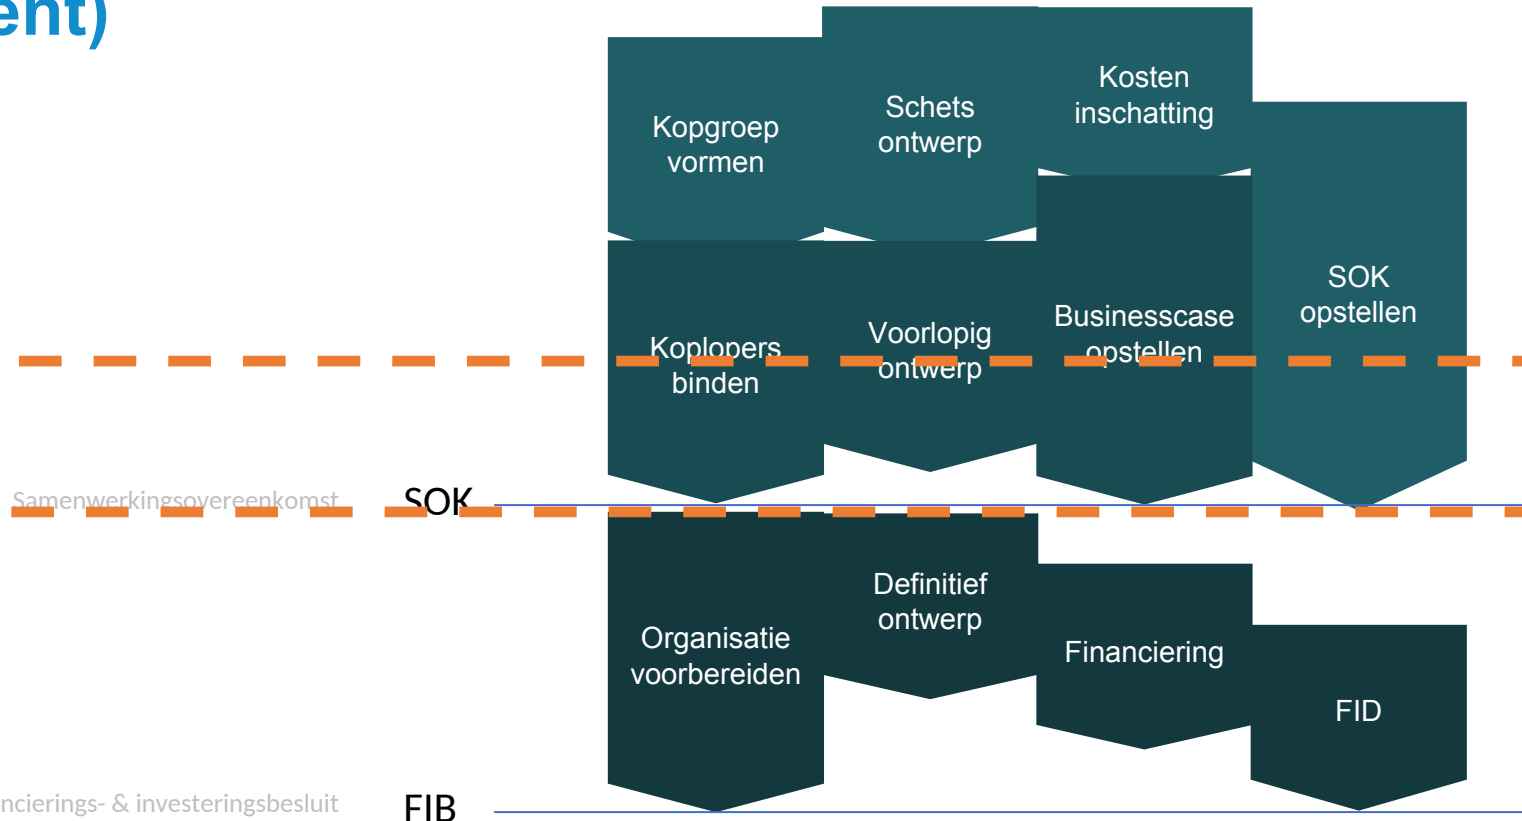 ent)
Kopgroep
vormen
Schets
ontwerp
Kosten
inschatting
SOK
opstellen
Koplopers
binden
Voorlopig
ontwerp
Businesscase
opstellen
Samenwerkingsovereenkomst
SOK
Organisatie
voorbereiden
Definitief
ontwerp
Financiering
FID
ncierings- & investeringsbesluit
FIB